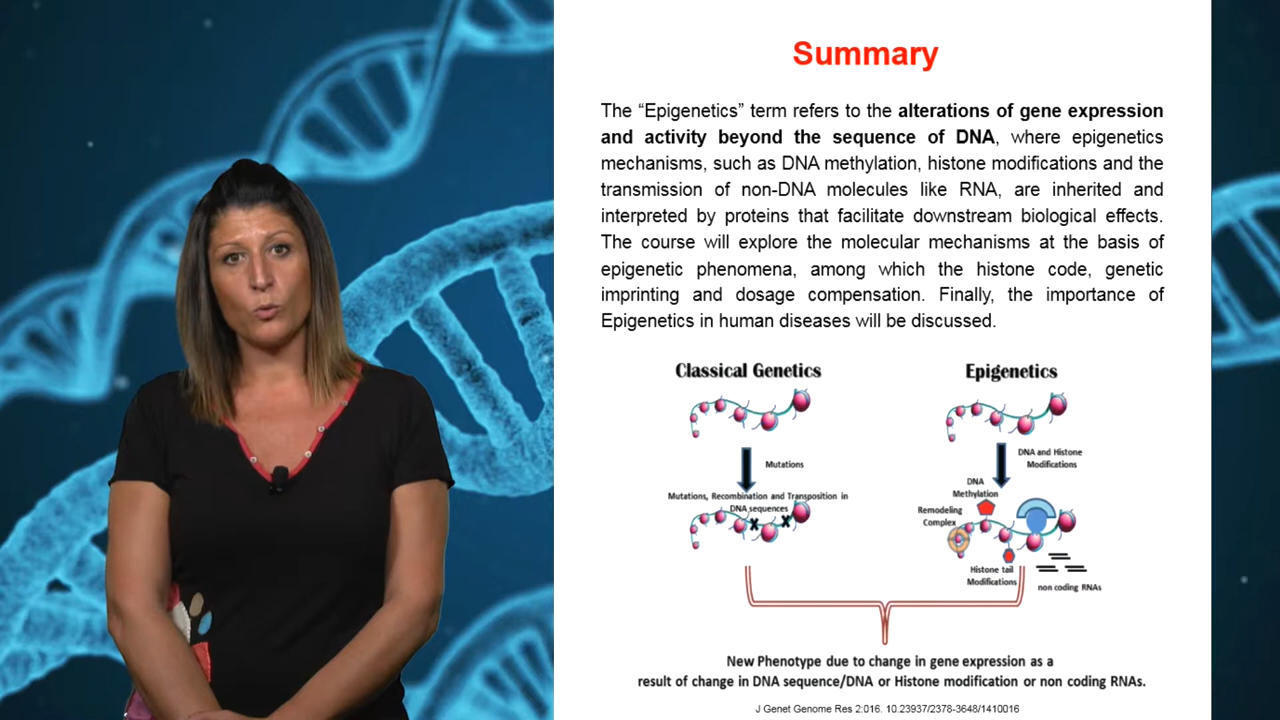 Summary
The “Epigenetics” term refers to the alterations of gene expression
and activity beyond the sequence of DNA, where epigenetics
mechanisms, such as DNA methylation, histone modifications and the
transmission of non-DNA molecules like RNA, are inherited and
interpreted by proteins that facilitate downstream biological effects.
The course will explore the molecular mechanisms at the basis of
epigenetic phenomena, among which the histone code, genetic
imprinting and dosage compensation. Finally, the importance of
Epigenetics in human diseases will be discussed.
Classical Genetics
Mutations
Mutations, Recombination and Transposition in
DNA sequences
Epigenetics
DNA and Histone
Modifications
DNA
Methylation
Remodeling
Complex
Histone tail
Modifications
non coding RNAs
New Phenotype due to change in gene expression as a
result of change in DNA sequence/DNA or Histone modification or non coding RNAs.
J Genet Genome Res 2:016. 10.23937/2378-3648/1410016